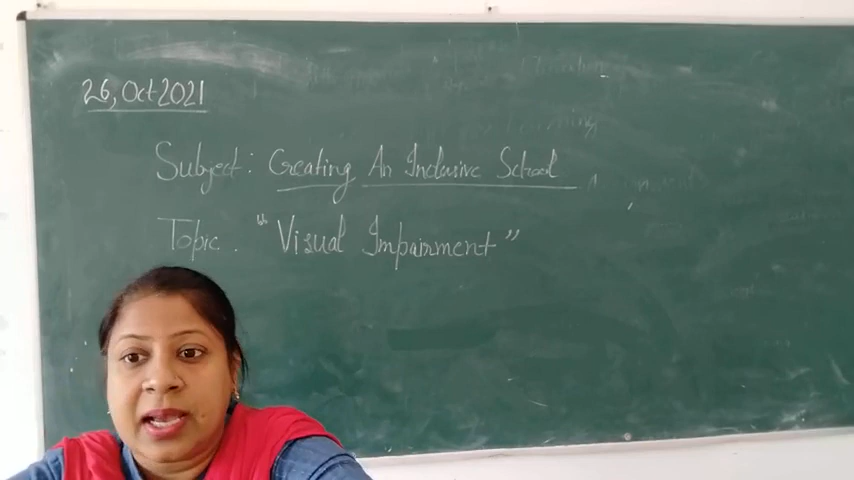 26, Oct 2021
Subject: Creating An Inclusive School
Topic. "Visual Impairment"